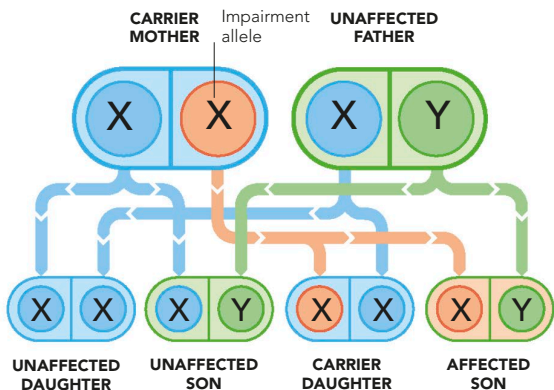 CARRIER
MOTHER
Impairment
allele
UNAFFECTED
FATHER
X
X
X
Y
X
X
X
Y
X
X
X
Y
UNAFFECTED
DAUGHTER
UNAFFECTED
SON
CARRIER
DAUGHTER
AFFECTED
SON